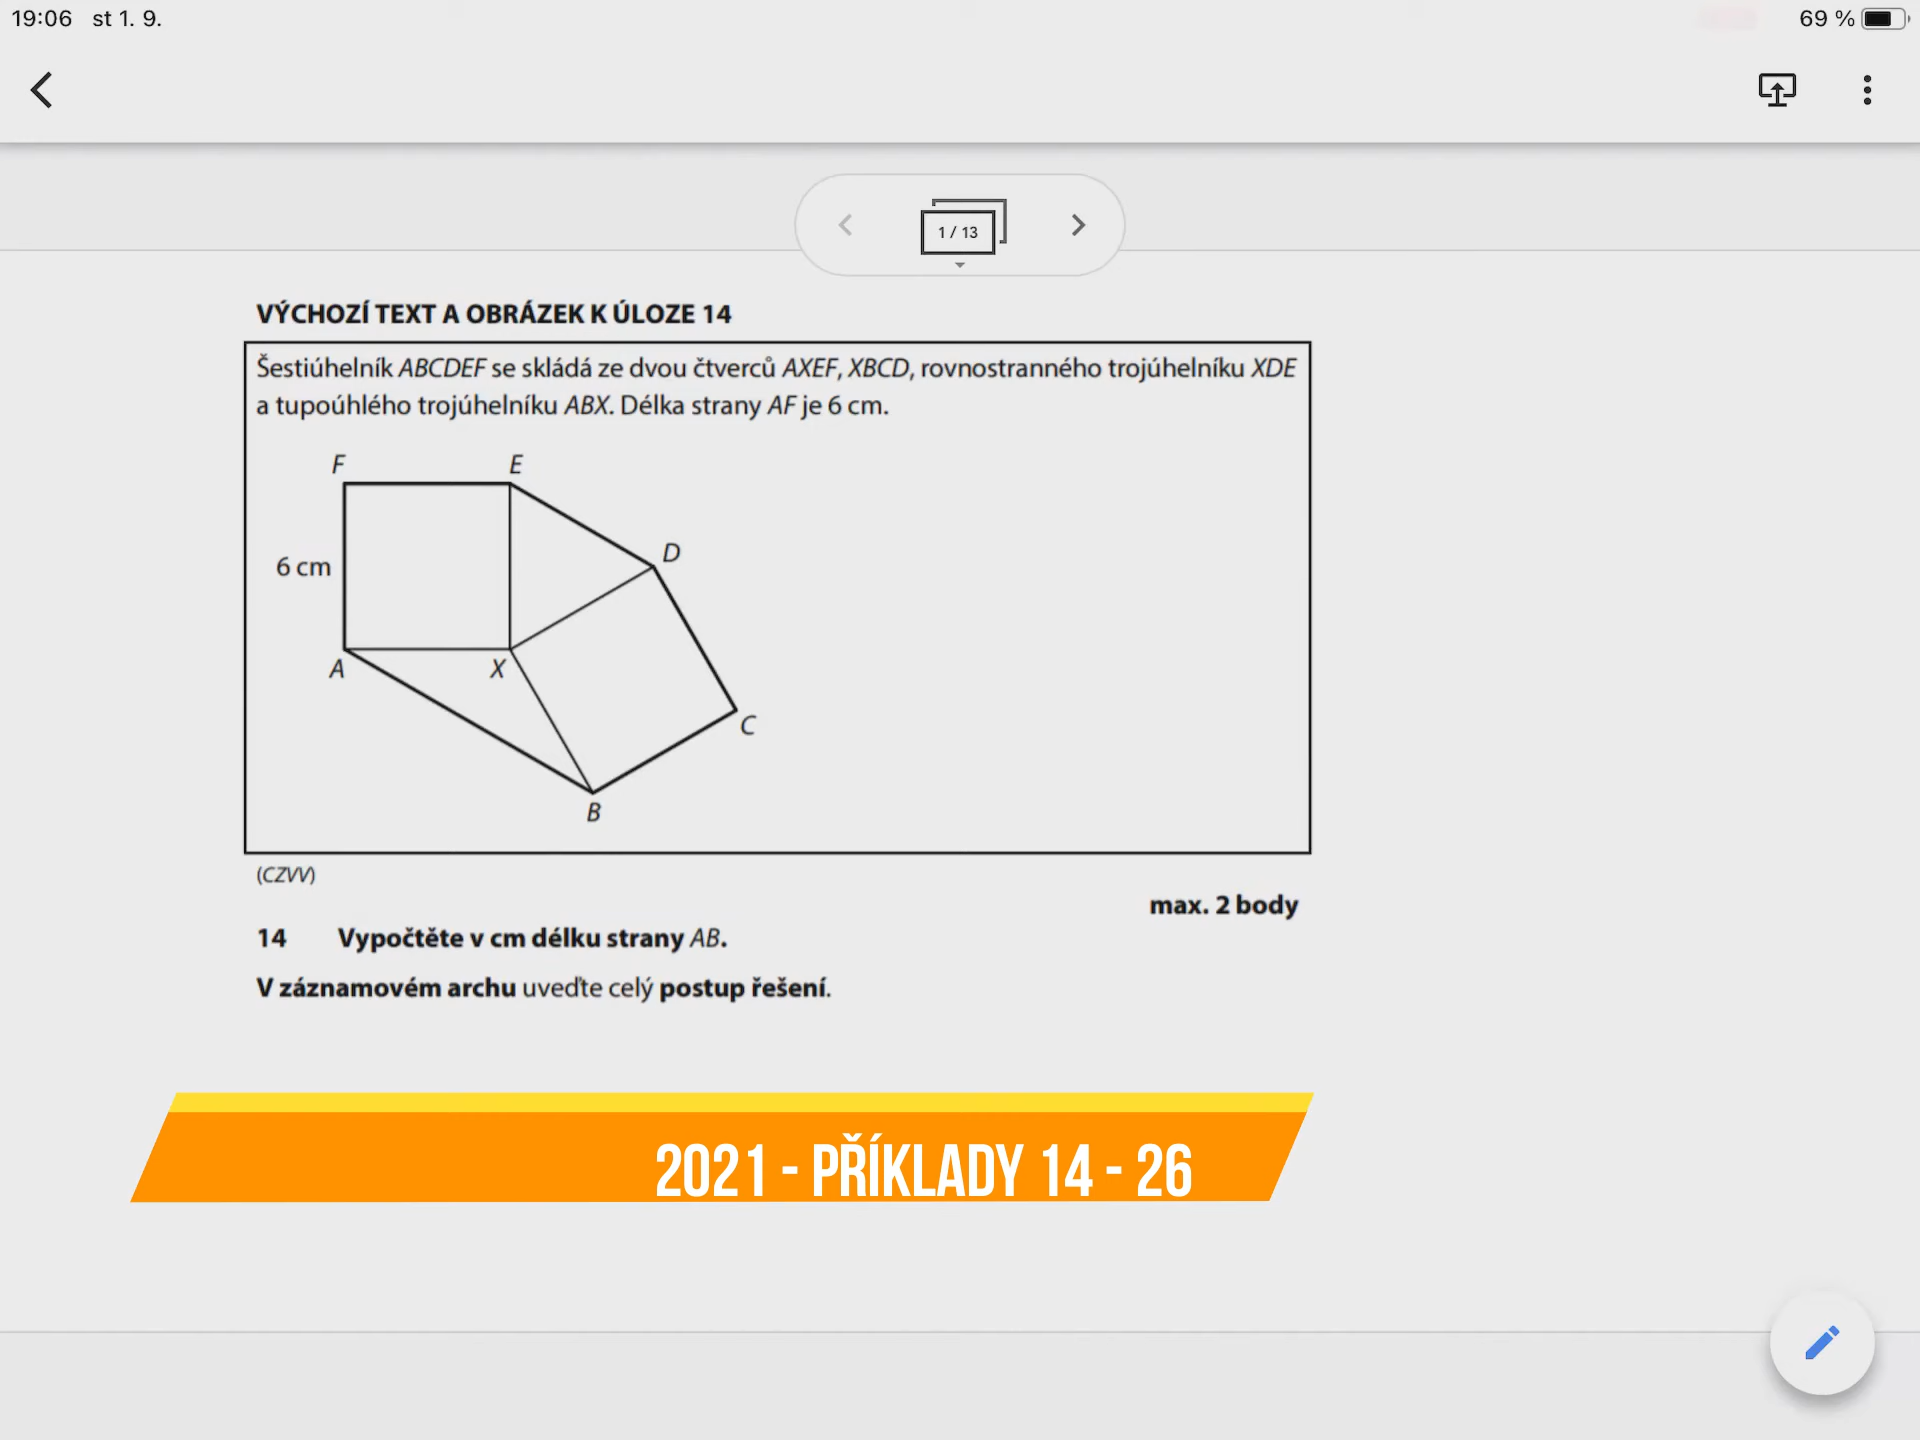 19:06 st 1. 9.
69 %
1 / 13
VÝCHOZÍ TEXT A OBRÁZEK K ÚLOZE 14
Šestiúhelník ABCDEF se skládá ze dvou čtverců AXEF, XBCD, rovnostranného trojúhelníku XDE
a tupoúhlého trojúhelníku ABX. Délka strany AF je 6 cm.
F
E
D
6 cm
A
X
C
B
(CZVV)
max. 2 body
14 Vypočtěte v cm délku strany AB.
V záznamovém archu uveďte celý postup řešení.
2021 - PŘÍKLADY 14 - 26